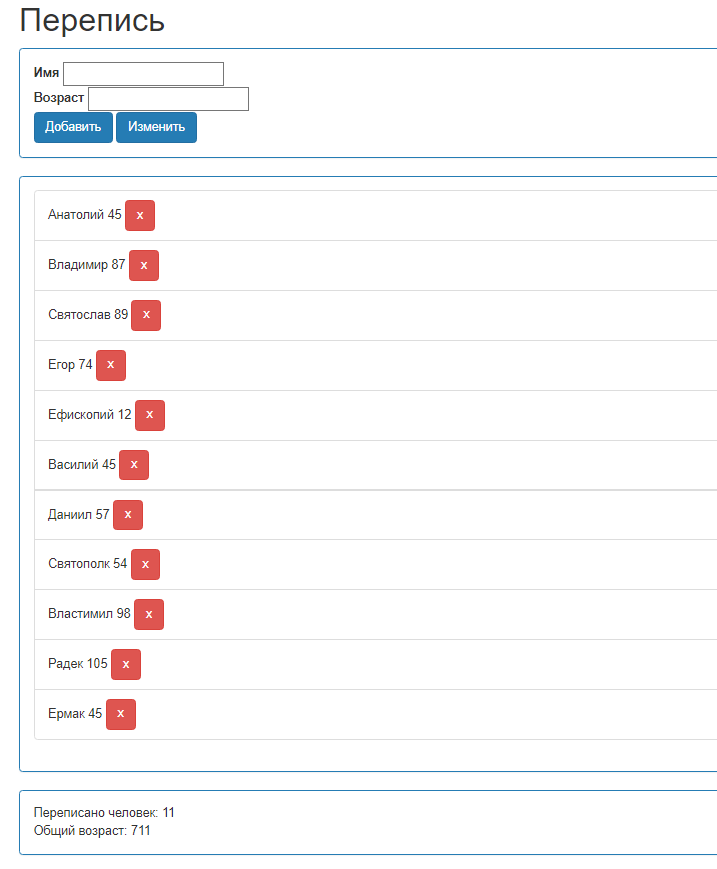 Перепись
Имя
Возраст
Добавить Изменить
Анатолий 45 x
Владимир 87 x
Святослав 89 x
Егор 74 x
Ефископий 12 x
Василий 45 x
Даниил 57 x
Святополк 54 x
Властимил 98 x
Радек 105 x
Ермак 45 x
Переписано человек: 11
Общий возраст: 711